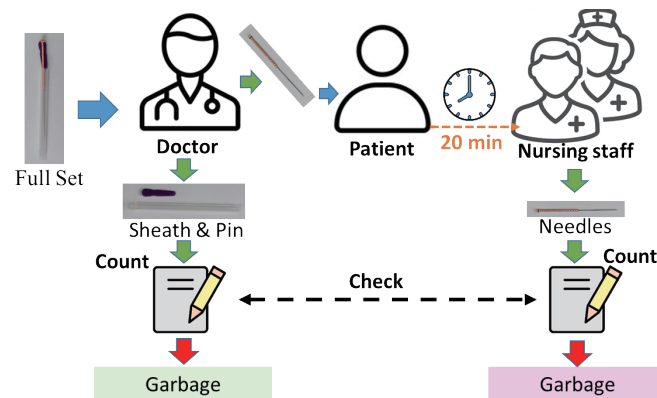 Full Set
Doctor
Patient
20 min
Nursing staff
Sheath & Pin
Needles
Count
Count
Check
Garbage
Garbage